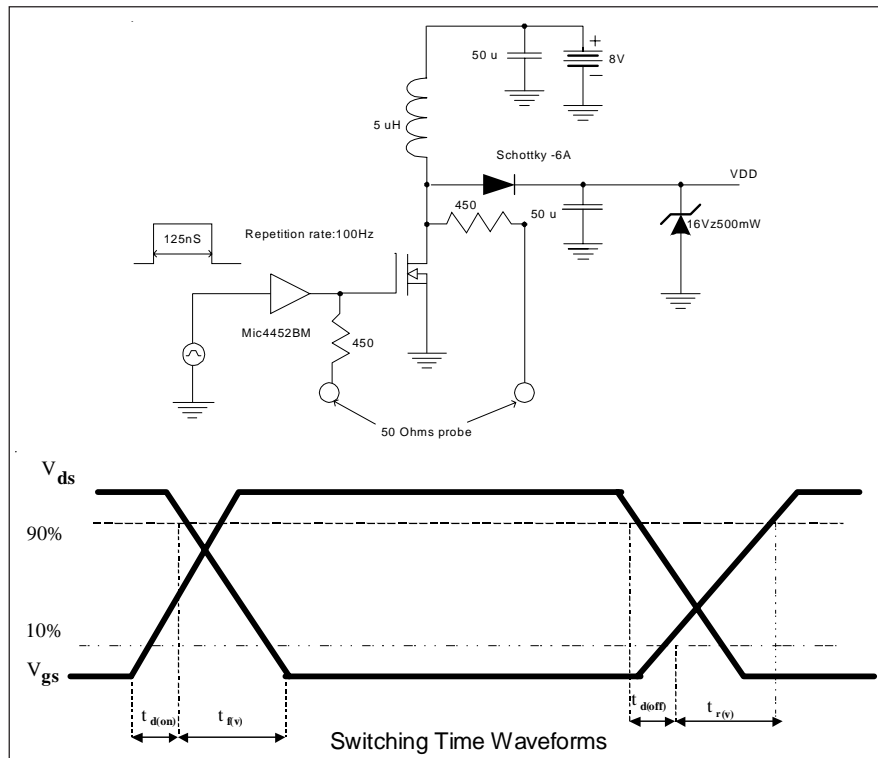 50 u
+
8V
–
5 uH
Schottky -6A
VDD
450
50 u
16Vz500mW
125nS
Repetition rate:100Hz
Mic4452BM
450
50 Ohms probe
Vds
90%
10%
Vgs
t d(on)
t f(v)
t d(off)
t r(v)
Switching Time Waveforms